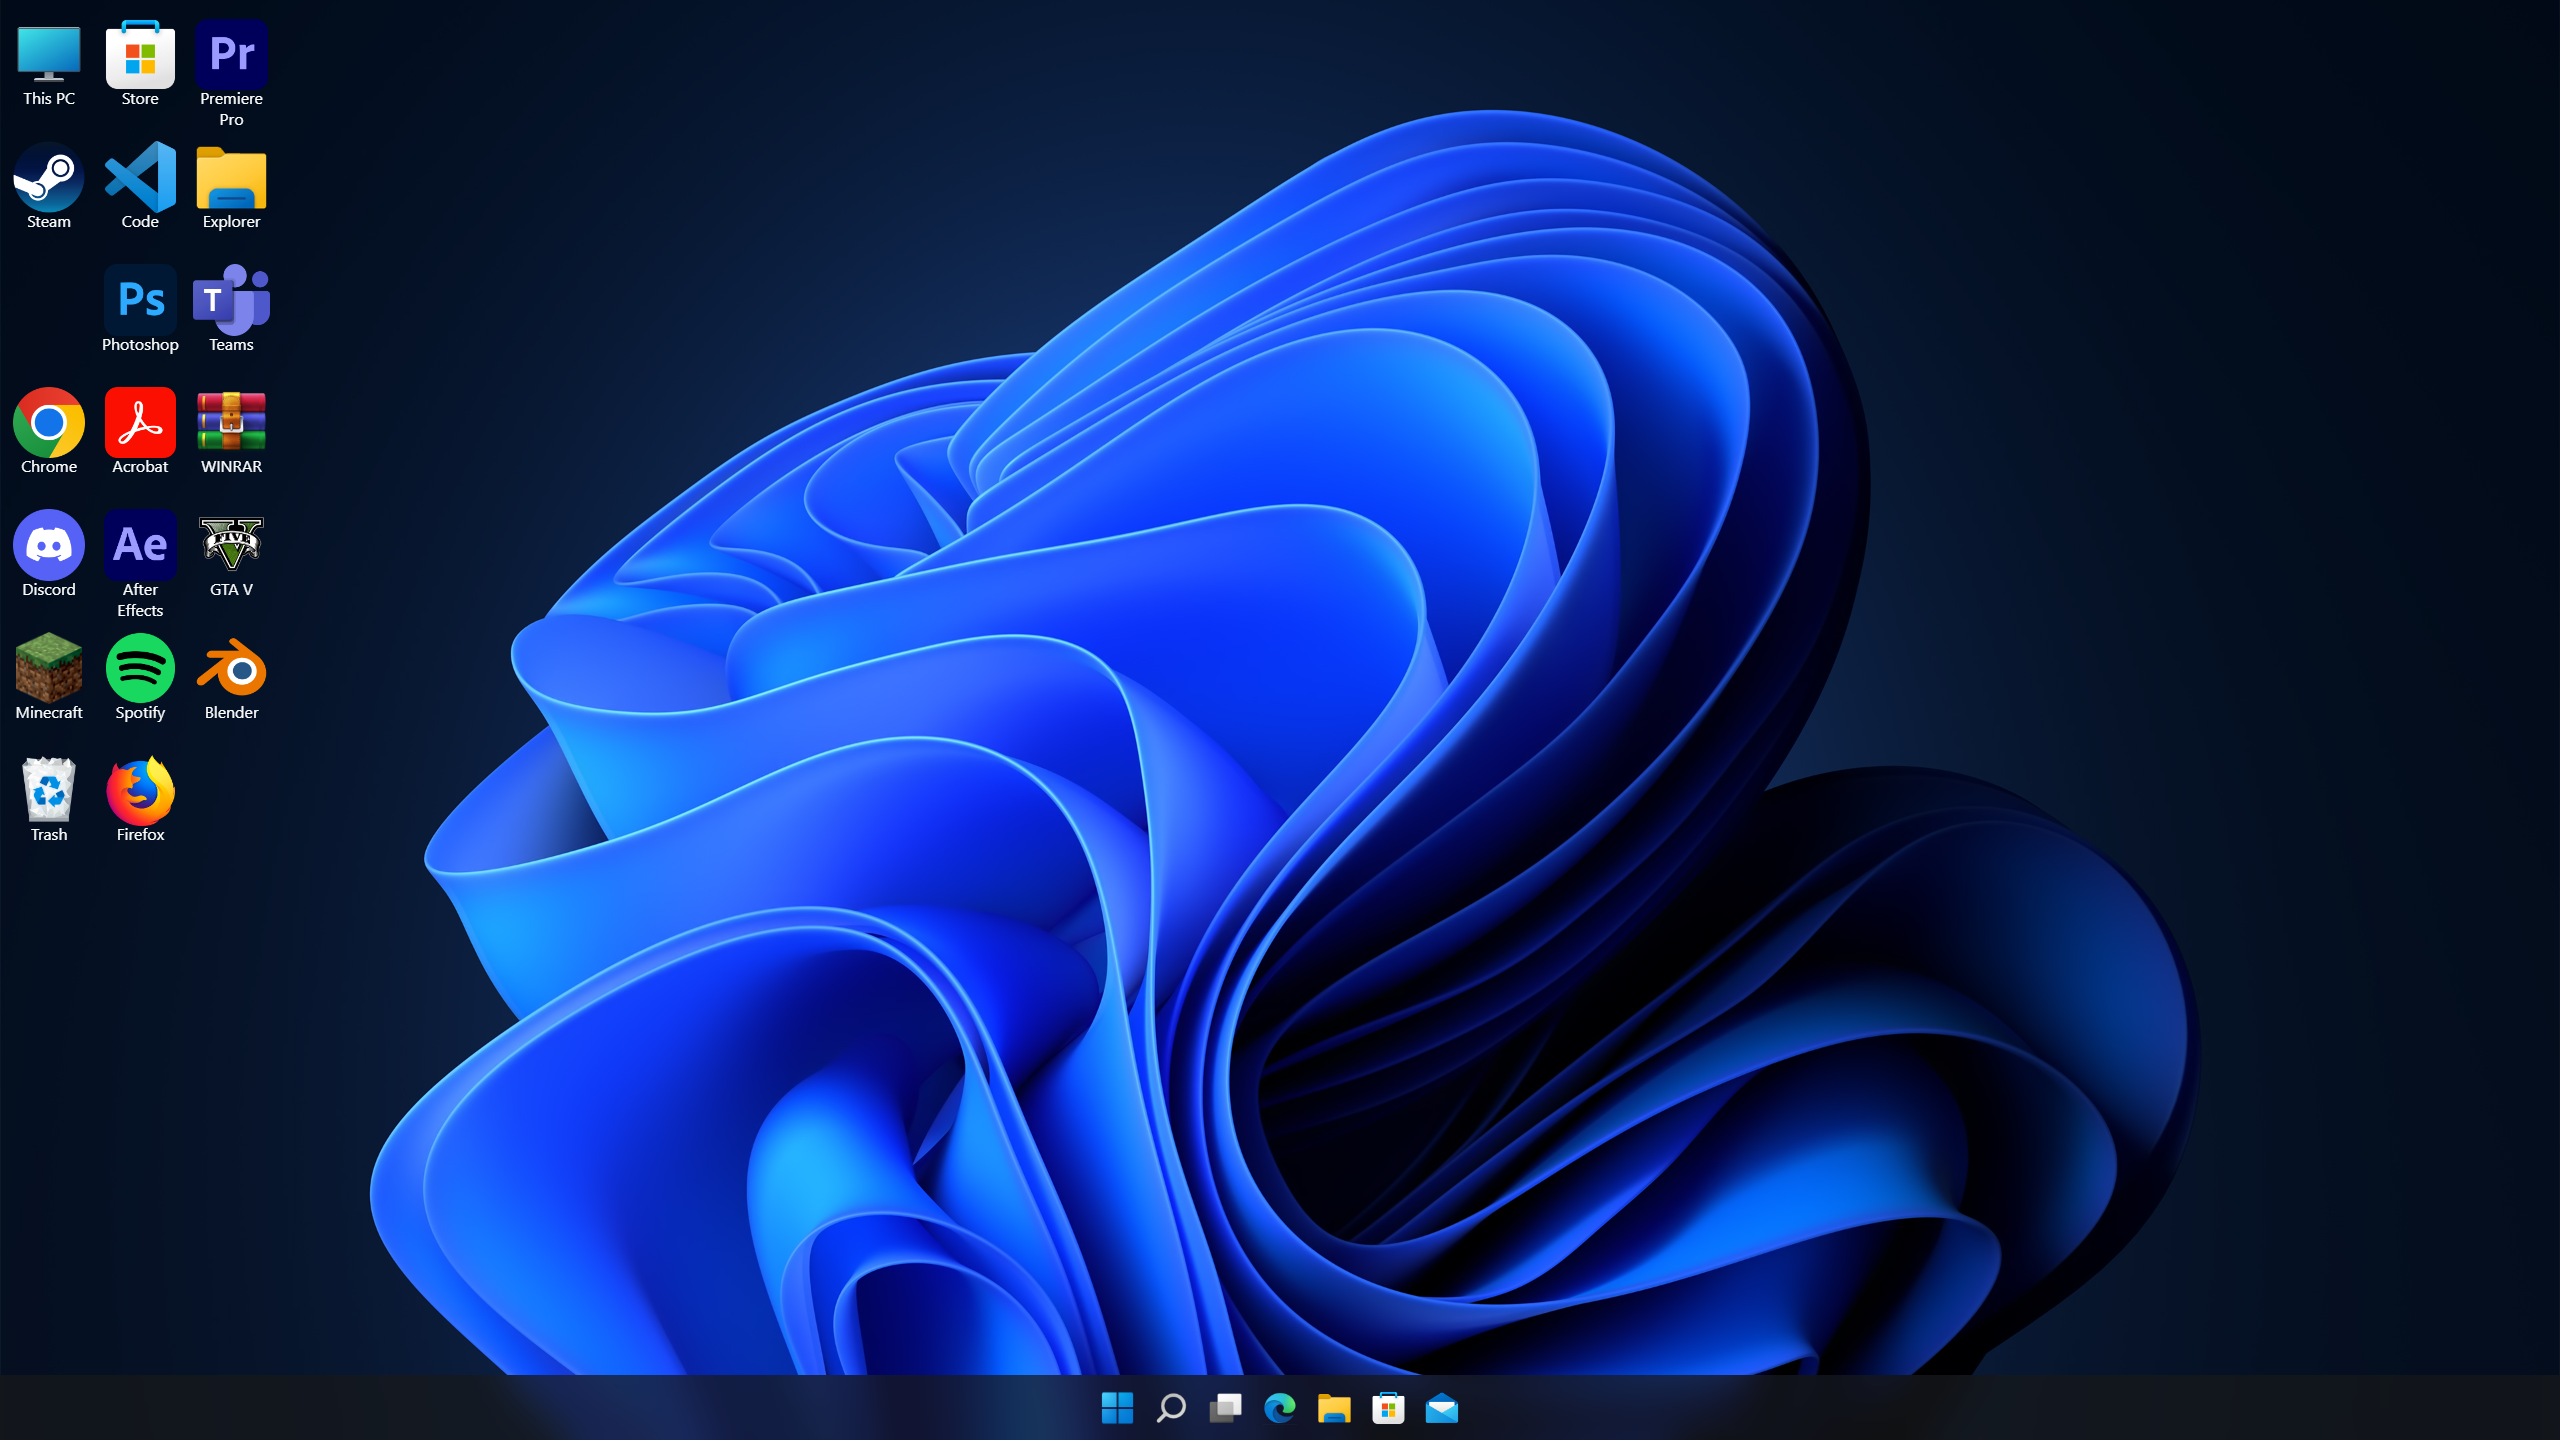 This PC
Store
Pr
Premiere
Pro
Steam
Code
Explorer
Ps
Photoshop
T
Teams
Chrome
Acrobat
WINRAR
Discord
Ae
After
Effects
V
FIVE
GTA V
Minecraft
Spotify
Blender
Trash
Firefox